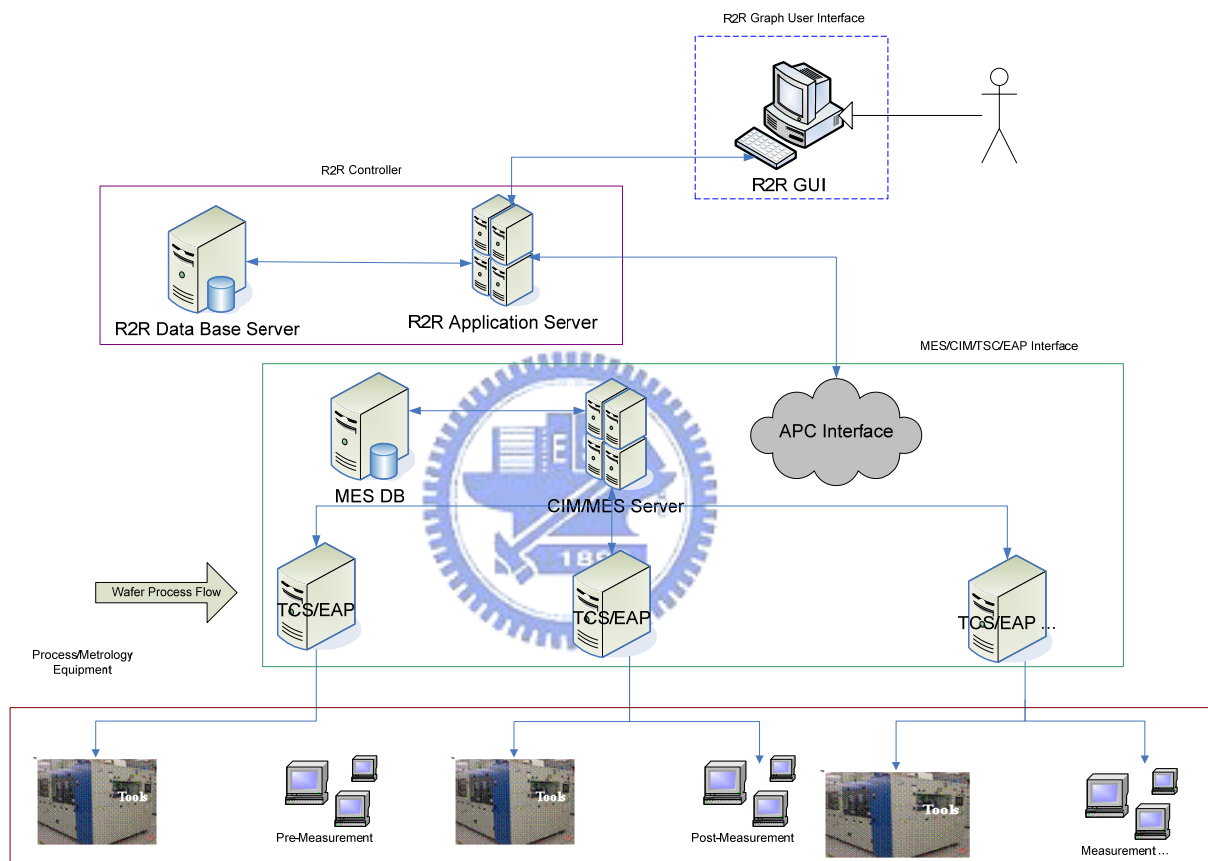 R2R Graph User Interface
R2R GUI
R2R Controller
R2R Data Base Server
R2R Application Server
MES/CIM/TSC/EAP Interface
APC Interface
MES DB
CIM/MES Server
Wafer Process Flow
TCS/EAP
TCS/EAP
TCS/EAP ...
Process/Metrology
Equipment
Tools
Pre-Measurement
Tools
Post-Measurement
Tools
Measurement ...